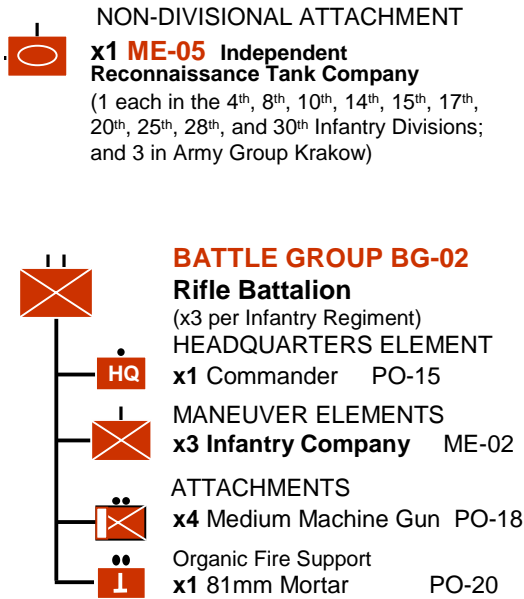 NON-DIVISIONAL ATTACHMENT
x1 ME-05 Independent
Reconnaissance Tank Company
(1 each in the 4th, 8th, 10th, 14th, 15th, 17th,
20th, 25th, 28th, and 30th Infantry Divisions;
and 3 in Army Group Krakow)
BATTLE GROUP BG-02
Rifle Battalion
(x3 per Infantry Regiment)
HEADQUARTERS ELEMENT
HQ x1 Commander PO-15
MANEUVER ELEMENTS
x3 Infantry Company ME-02
ATTACHMENTS
x4 Medium Machine Gun PO-18
Organic Fire Support
x1 81mm Mortar PO-20